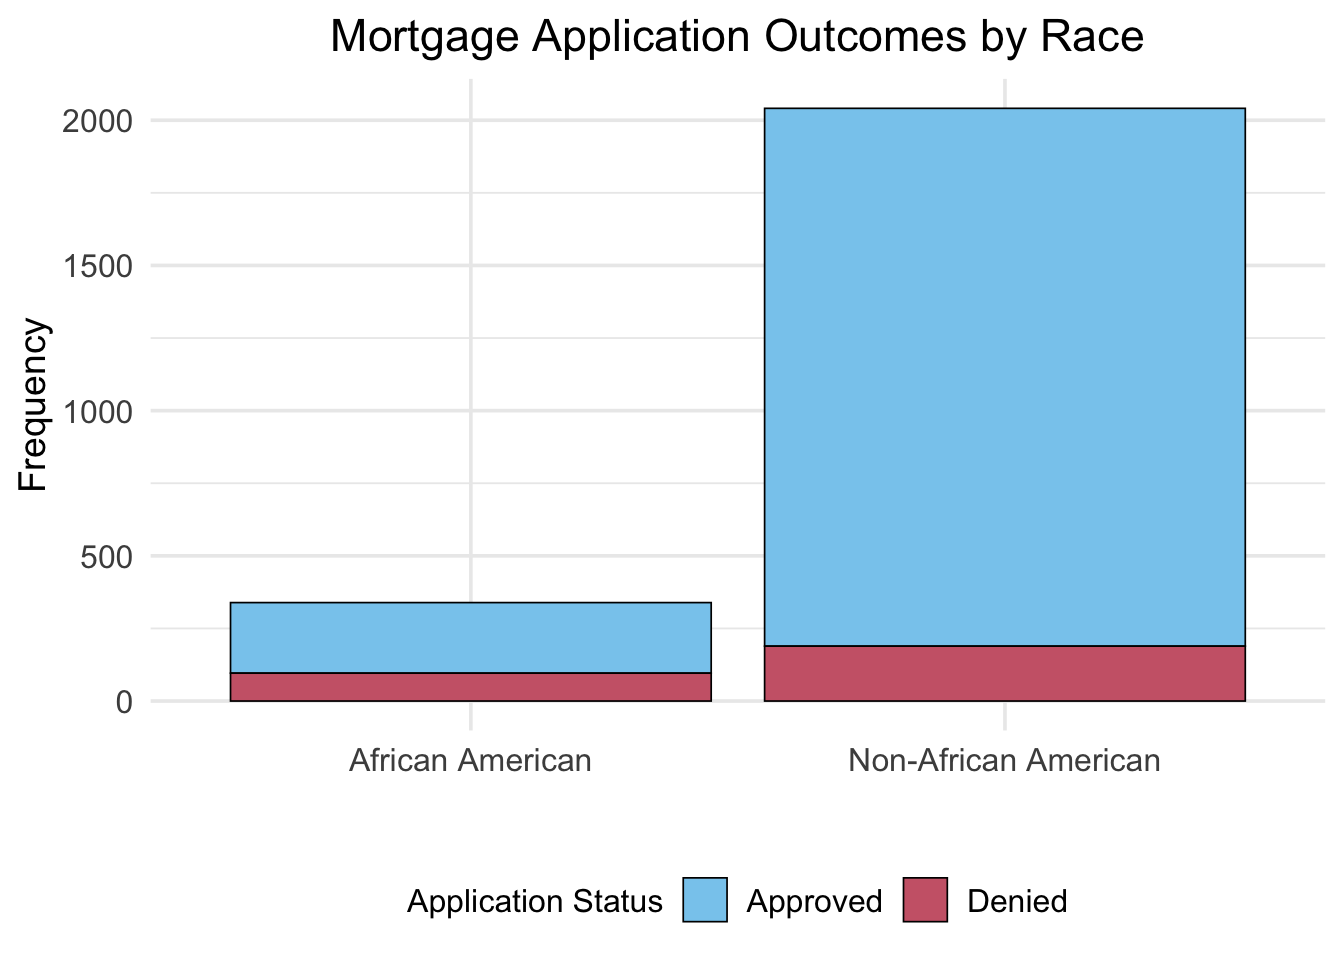 Mortgage Application Outcomes by Race
Frequency
2000
1500
1000
500
0
African American
Non-African American
Application Status
Approved
Denied